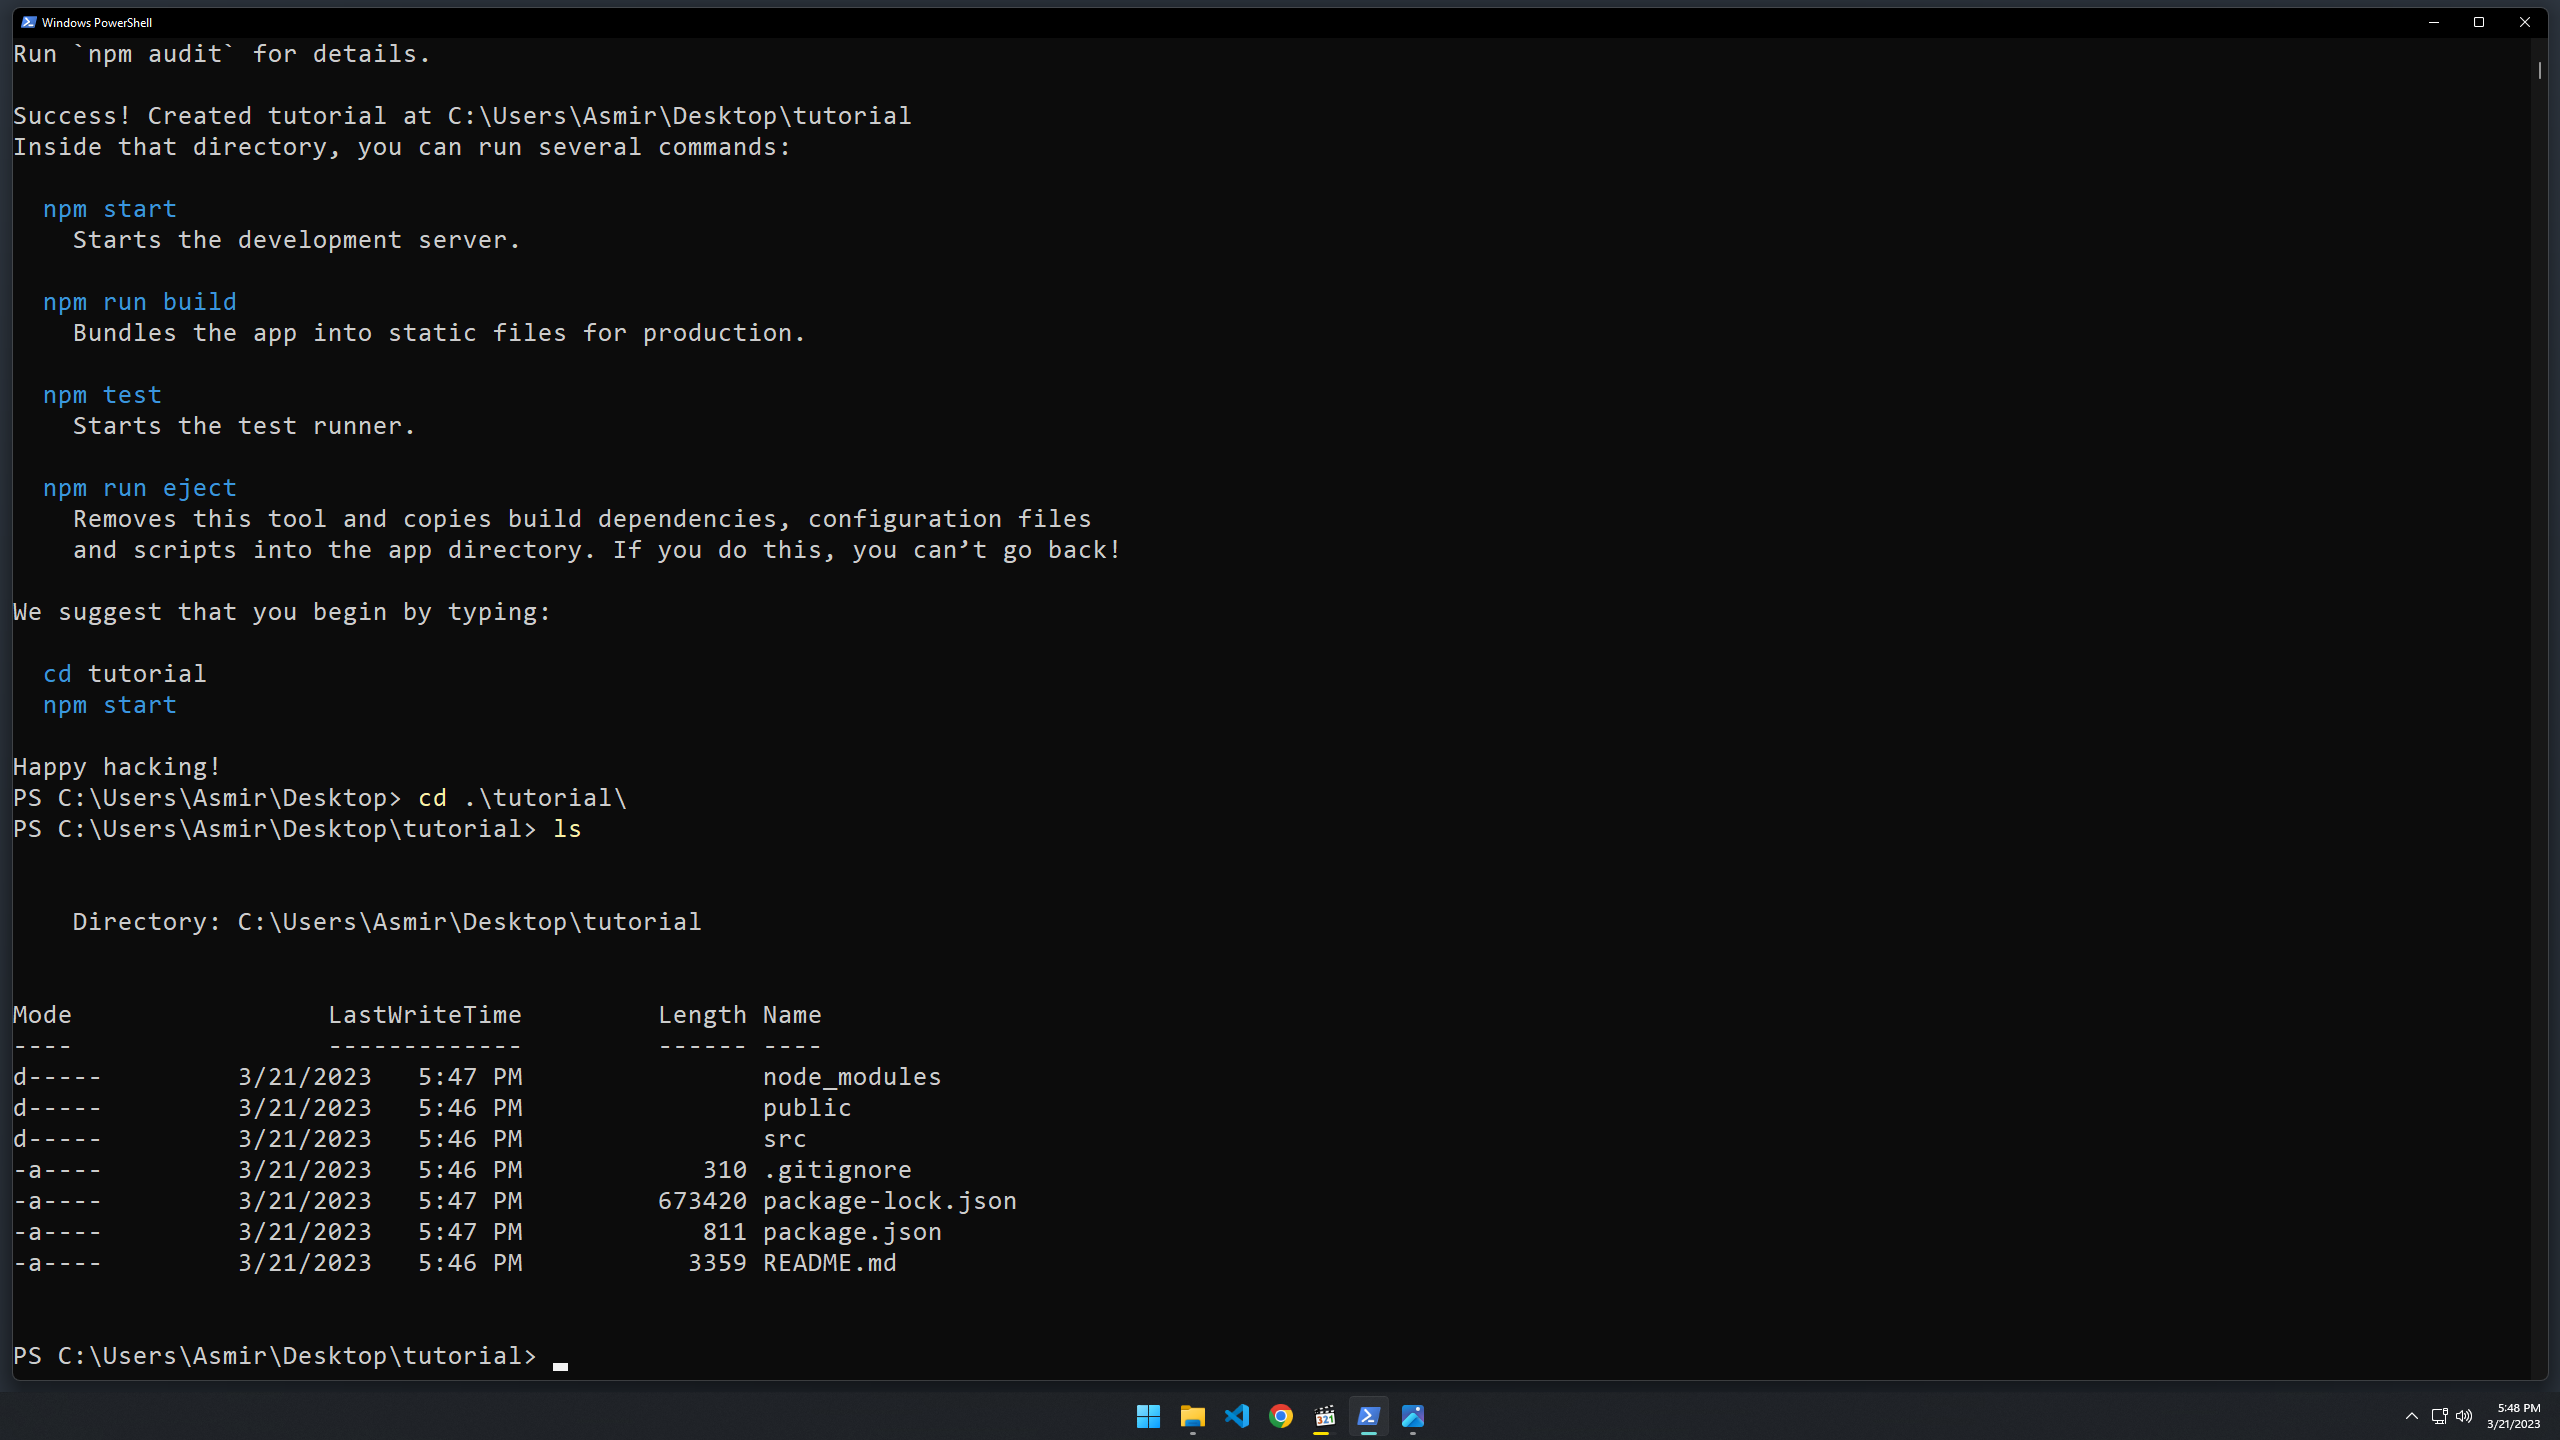 Windows PowerShell
Run `npm audit` for details.
Success! Created tutorial at C:\Users\Asmir\Desktop\tutorial
Inside that directory, you can run several commands:
npm start
Starts the development server.
npm run build
Bundles the app into static files for production.
npm test
Starts the test runner.
npm run eject
Removes this tool and copies build dependencies, configuration files
and scripts into the app directory. If you do this, you can’t go back!
We suggest that you begin by typing:
cd tutorial
npm start
Happy hacking!
PS C:\Users\Asmir\Desktop> cd .\tutorial\
PS C:\Users\Asmir\Desktop\tutorial> ls
Directory: C:\Users\Asmir\Desktop\tutorial
Mode                 LastWriteTime         Length Name
----                 -------------         ------ ----
d-----         3/21/2023   5:47 PM                node_modules
d-----         3/21/2023   5:46 PM                public
d-----         3/21/2023   5:46 PM                src
-a----         3/21/2023   5:46 PM            310 .gitignore
-a----         3/21/2023   5:47 PM         673420 package-lock.json
-a----         3/21/2023   5:47 PM            811 package.json
-a----         3/21/2023   5:46 PM           3359 README.md
PS C:\Users\Asmir\Desktop\tutorial>
321
5:48 PM
3/21/2023